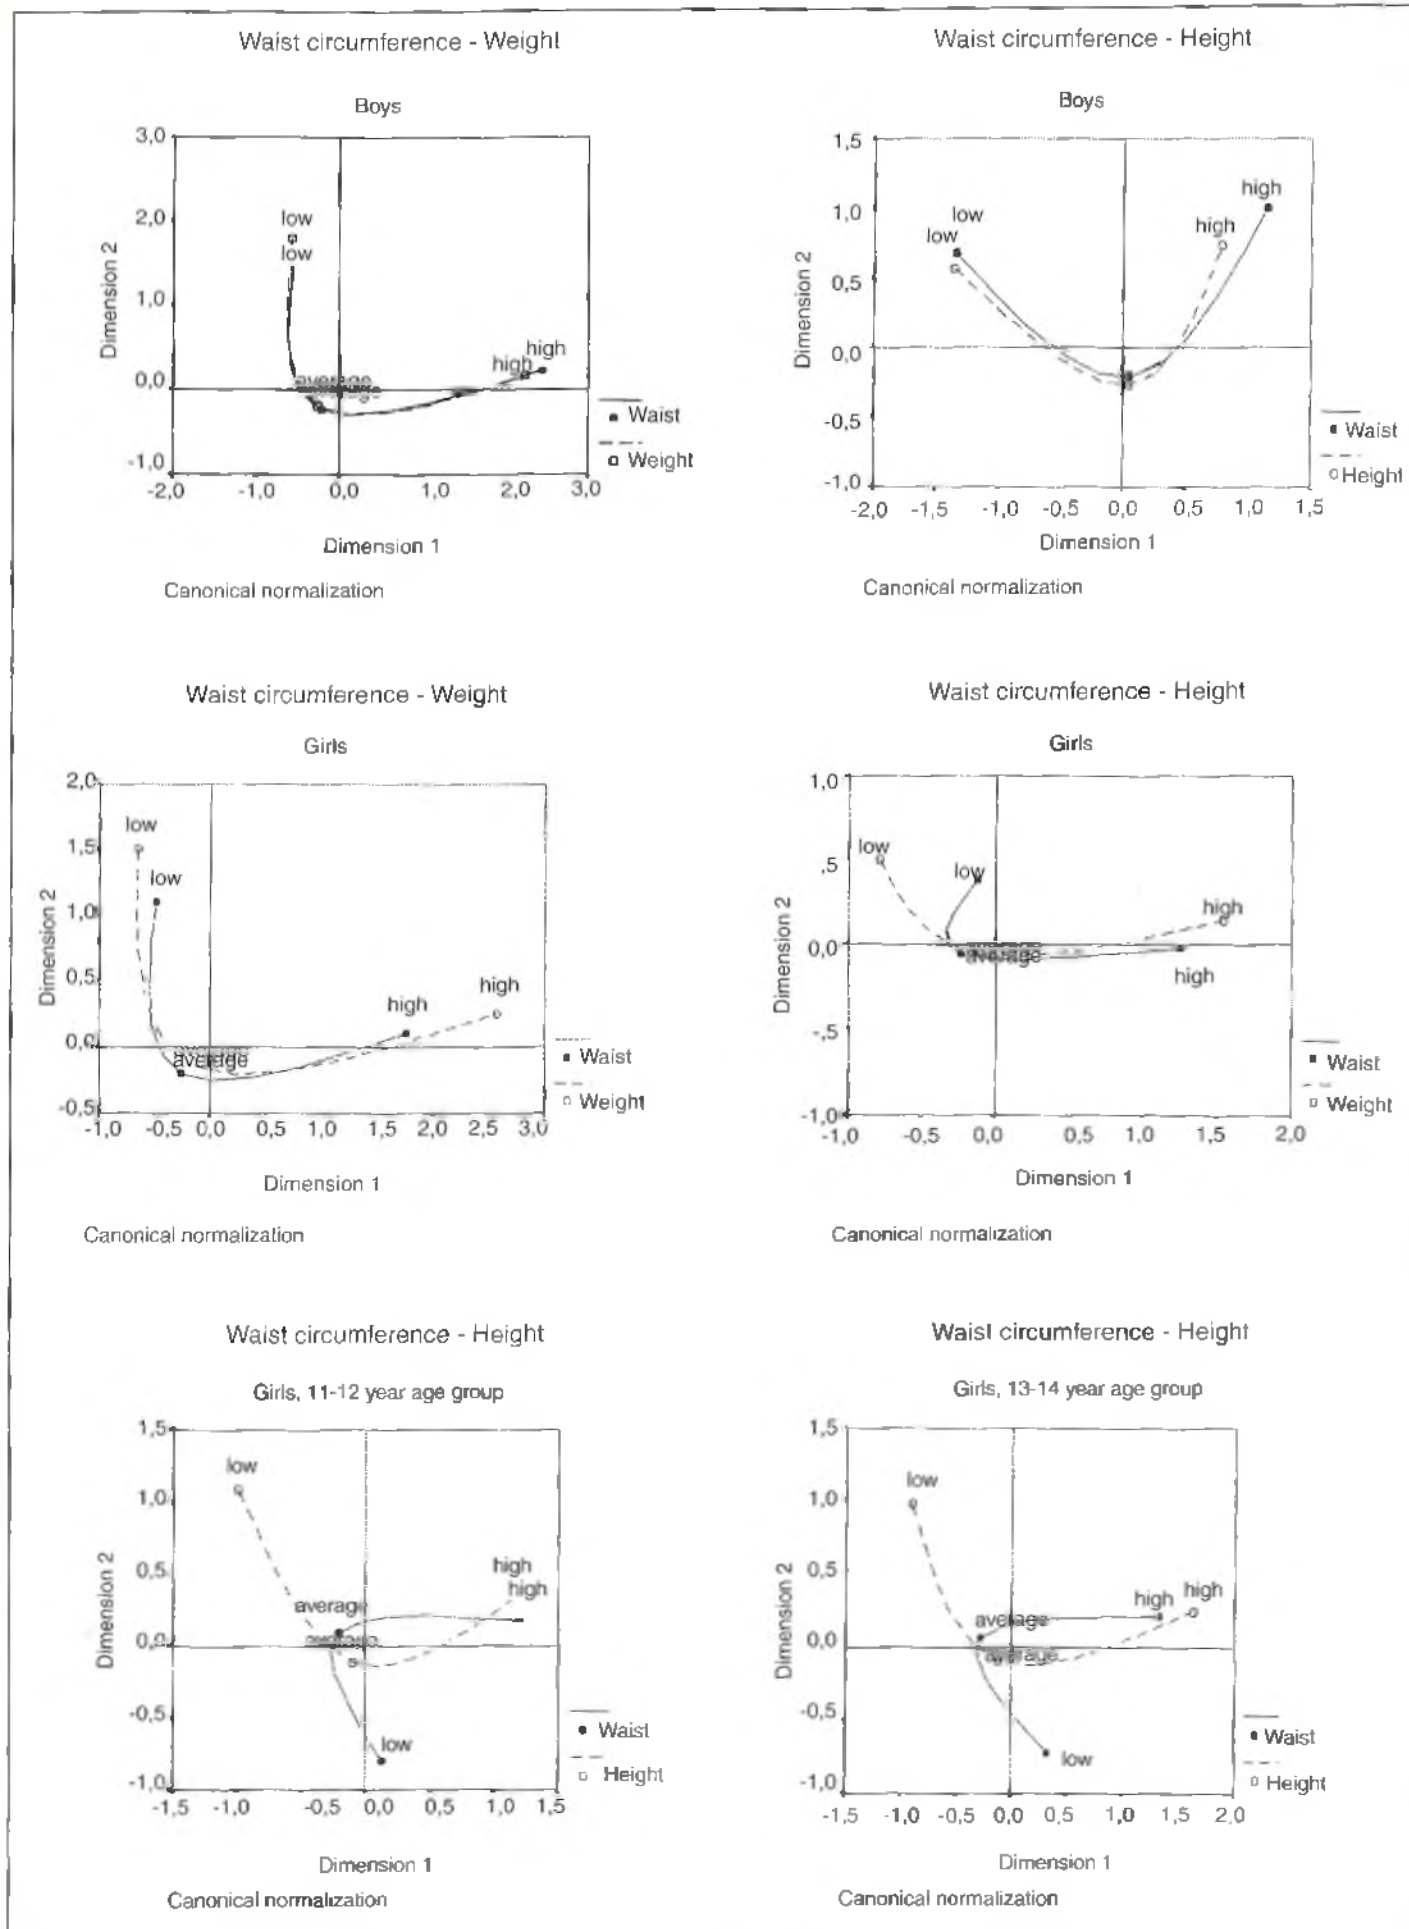 Waist circumference - Weight
Boys
3,0
2,0
1,0
0,0
-1,0
Dimension 2
low
low
average
high
high
-2,0 -1,0 0,0 1,0 2,0 3,0
Dimension 1
Waist
Weight
Canonical normalization
Waist circumference - Height
Boys
1,5
1,0
0,5
0,0
-0,5
-1,0
Dimension 2
low
low
high
high
-2,0 -1,5 -1,0 -0,5 0,0 0,5 1,0 1,5
Dimension 1
Waist
Height
Canonical normalization
Waist circumference - Weight
Girls
2,0
1,5
1,0
0,5
0,0
-0,5
Dimension 2
low
low
average
high
high
-1,0 -0,5 0,0 0,5 1,0 1,5 2,0 2,5 3,0
Dimension 1
Waist
Weight
Canonical normalization
Waist circumference - Height
Girls
1,0
,5
0,0
-,5
-1,0
Dimension 2
low
low
average
high
high
-1,0 -0,5 0,0 0,5 1,0 1,5 2,0
Dimension 1
Waist
Weight
Canonical normalization
Waist circumference - Height
Girls, 11-12 year age group
1,5
1,0
0,5
0,0
-0,5
-1,0
Dimension 2
low
average
average
high
high
low
-1,5 -1,0 -0,5 0,0 0,5 1,0 1,5
Dimension 1
Waist
Height
Canonical normalization
Waist circumference - Height
Girls, 13-14 year age group
1,5
1,0
0,5
0,0
-0,5
-1,0
Dimension 2
low
average
average
high
high
low
-1,5 -1,0 -0,5 0,0 0,5 1,0 1,5 2,0
Dimension 1
Waist
Height
Canonical normalization